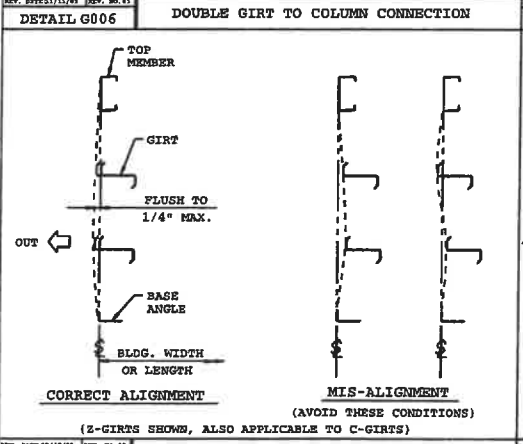 DETAIL G006
DOUBLE GIRT TO COLUMN CONNECTION
TOP
MEMBER
GIRT
FLUSH TO
1/4" MAX.
OUT
BASE
ANGLE
BLDG. WIDTH
OR LENGTH
CORRECT ALIGNMENT
MIS-ALIGNMENT
(AVOID THESE CONDITIONS)
(Z-GIRTS SHOWN, ALSO APPLICABLE TO C-GIRTS)